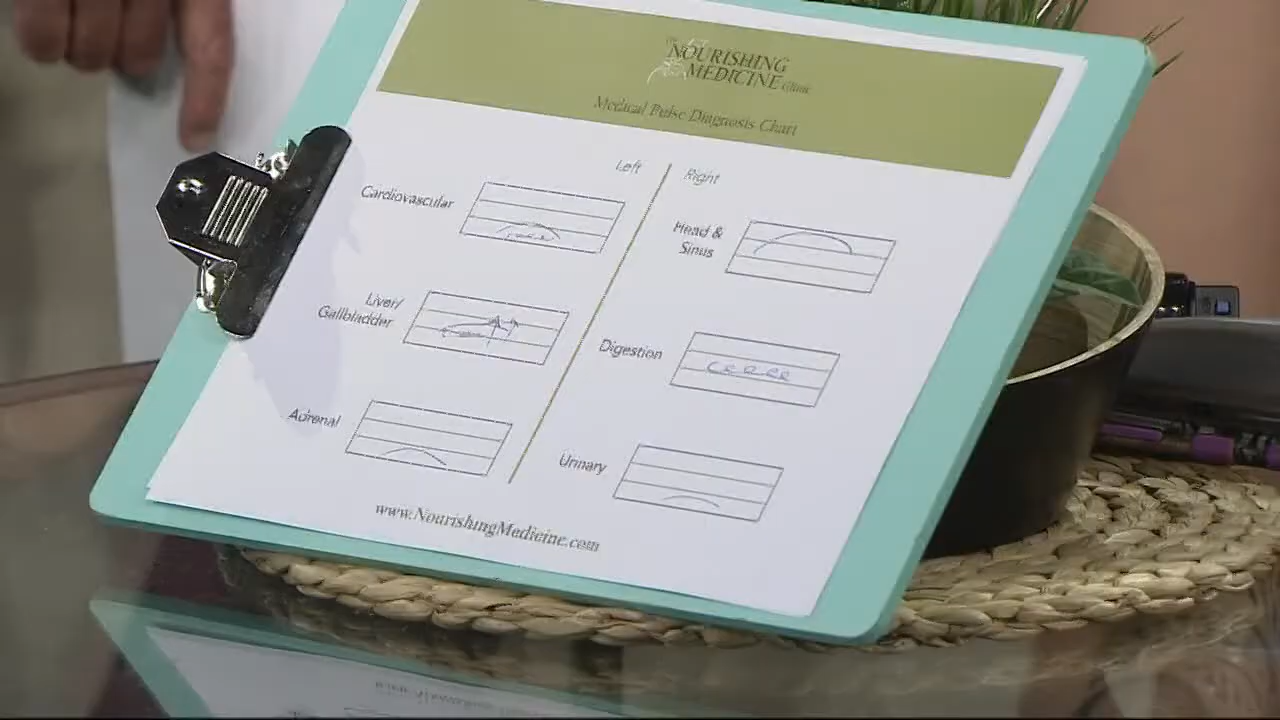 The
NOURISHING
MEDICINE Clinic
Medical Pulse Diagnosis Chart
Left
Right
Cardiovascular
Head &
Sinus
Liver/
Gallbladder
Digestion
Adrenal
Urinary
www.NourishingMedicine.com